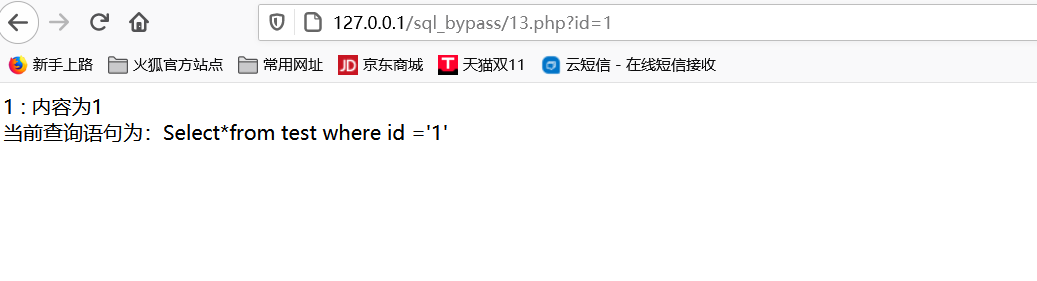 127.0.0.1/sql_bypass/13.php?id=1
新手上路 火狐官方站点 常用网址 JD 京东商城 T 天猫双11 云短信 - 在线短信接收
1 : 内容为1
当前查询语句为：Select*from test where id ='1'